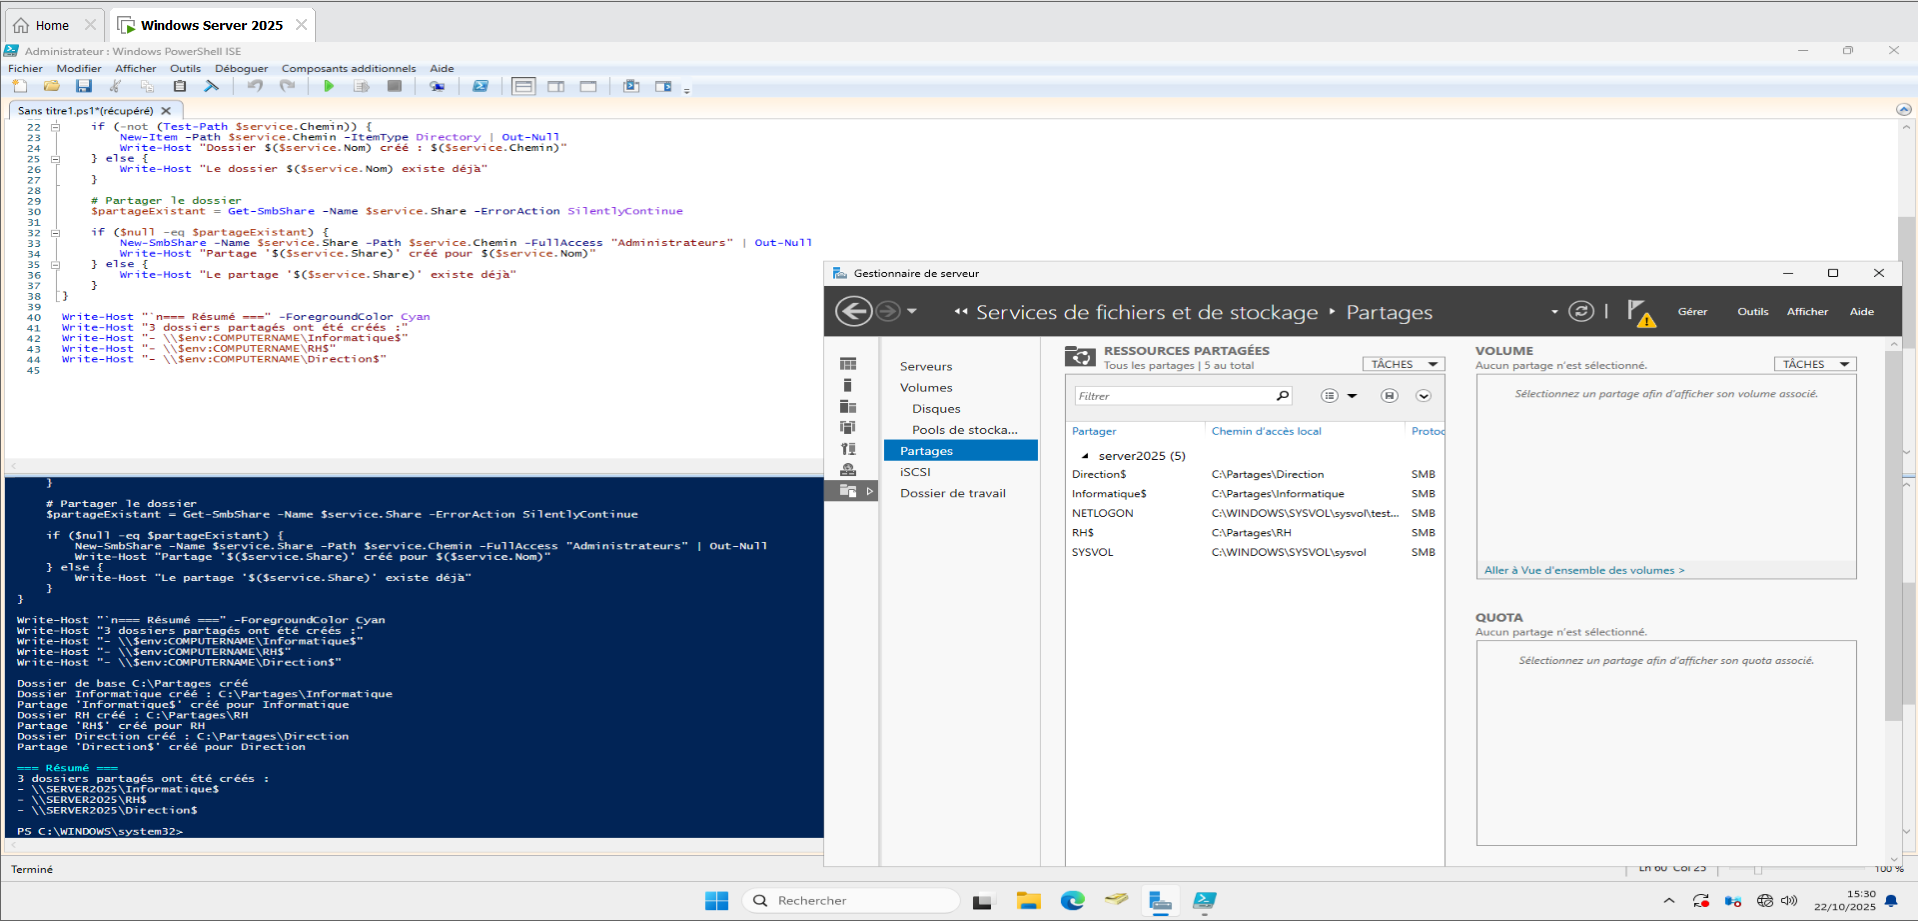 Home
Windows Server 2025
Administrateur : Windows PowerShell ISE
Fichier Modifier Afficher Outils Déboguer Composants additionnels Aide
Sans titre1.ps1*(récupéré)
22 if (-not (Test-Path $service.Chemin)) {
23 New-Item -Path $service.Chemin -ItemType Directory | Out-Null
24 Write-Host "Dossier $($service.Nom) créé : $($service.Chemin)"
25 } else {
26 Write-Host "Le dossier $($service.Nom) existe déjà"
27 }
28
29 # Partager le dossier
30 $partageExistant = Get-SmbShare -Name $service.Share -ErrorAction SilentlyContinue
31
32 if ($null -eq $partageExistant) {
33 New-SmbShare -Name $service.Share -Path $service.Chemin -FullAccess "Administrateurs" | Out-Null
34 Write-Host "Partage '$($service.Share)' créé pour $($service.Nom)"
35 } else {
36 Write-Host "Le partage '$($service.Share)' existe déjà"
37 }
38 }
39
40 Write-Host "`n=== Résumé ===" -ForegroundColor Cyan
41 Write-Host "3 dossiers partagés ont été créés :"
42 Write-Host "- \\$env:COMPUTERNAME\Informatique$"
43 Write-Host "- \\$env:COMPUTERNAME\RH$"
44 Write-Host "- \\$env:COMPUTERNAME\Direction$"
45
}
# Partager le dossier
$partageExistant = Get-SmbShare -Name $service.Share -ErrorAction SilentlyContinue
if ($null -eq $partageExistant) {
New-SmbShare -Name $service.Share -Path $service.Chemin -FullAccess "Administrateurs" | Out-Null
Write-Host "Partage '$($service.Share)' créé pour $($service.Nom)"
} else {
Write-Host "Le partage '$($service.Share)' existe déjà"
}
}
Write-Host "`n=== Résumé ===" -ForegroundColor Cyan
Write-Host "3 dossiers partagés ont été créés :"
Write-Host "- \\$env:COMPUTERNAME\Informatique$"
Write-Host "- \\$env:COMPUTERNAME\RH$"
Write-Host "- \\$env:COMPUTERNAME\Direction$"
Dossier de base C:\Partages créé
Dossier Informatique créé : C:\Partages\Informatique
Partage 'Informatique$' créé pour Informatique
Dossier RH créé : C:\Partages\RH
Partage 'RH$' créé pour RH
Dossier Direction créé : C:\Partages\Direction
Partage 'Direction$' créé pour Direction
=== Résumé ===
3 dossiers partagés ont été créés :
- \\SERVER2025\Informatique$
- \\SERVER2025\RH$
- \\SERVER2025\Direction$
PS C:\WINDOWS\system32>
Terminé
Gestionnaire de serveur
Services de fichiers et de stockage Partages
Gérer Outils Afficher Aide
Serveurs
Volumes
Disques
Pools de stocka...
Partages
iSCSI
Dossier de travail
RESSOURCES PARTAGÉES
Tous les partages | 5 au total
TÂCHES
Filtrer
Partager Chemin d'accès local Protoc
server2025 (5)
Direction$ C:\Partages\Direction SMB
Informatique$ C:\Partages\Informatique SMB
NETLOGON C:\WINDOWS\SYSVOL\sysvol\test... SMB
RH$ C:\Partages\RH SMB
SYSVOL C:\WINDOWS\SYSVOL\sysvol SMB
VOLUME
Aucun partage n'est sélectionné.
TÂCHES
Sélectionnez un partage afin d'afficher son volume associé.
Aller à Vue d'ensemble des volumes >
QUOTA
Aucun partage n'est sélectionné.
Sélectionnez un partage afin d'afficher son quota associé.
Ln 60 Col 25
100 %
Rechercher
15:30
22/10/2025